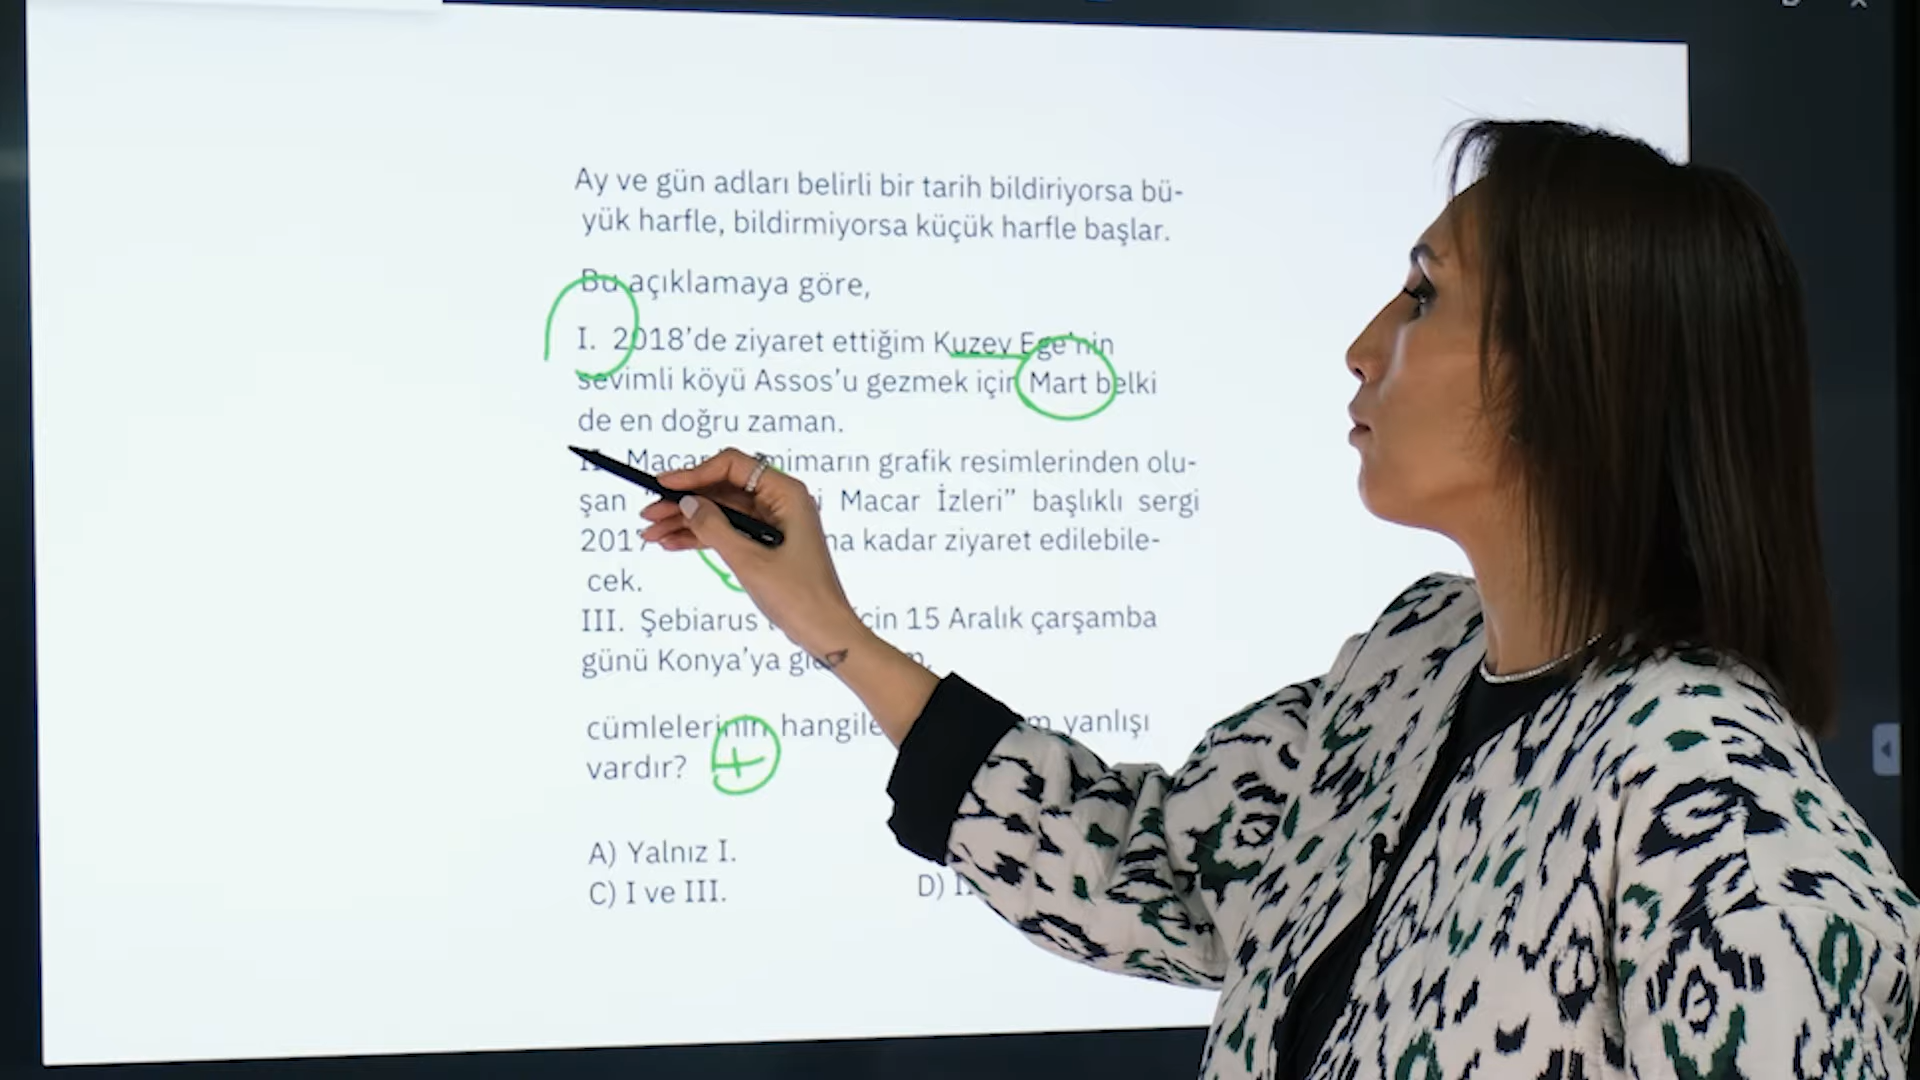 Ay ve gün adları belirli bir tarih bildiriyorsa bü-
yük harfle, bildirmiyorsa küçük harfle başlar.
Bu açıklamaya göre,
I. 2018’de ziyaret ettiğim Kuzey Ege’nin
sevimli köyü Assos’u gezmek için Mart belki
de en doğru zaman.
II. Macar mimarın grafik resimlerinden olu-
şan Macar İzleri” başlıklı sergi
2017 kadar ziyaret edilebile-
cek.
III. Şebiarus için 15 Aralık çarşamba
günü Konya’ya
cümlelerinin yanlışı
vardır?
A) Yalnız I.
C) I ve III. D)